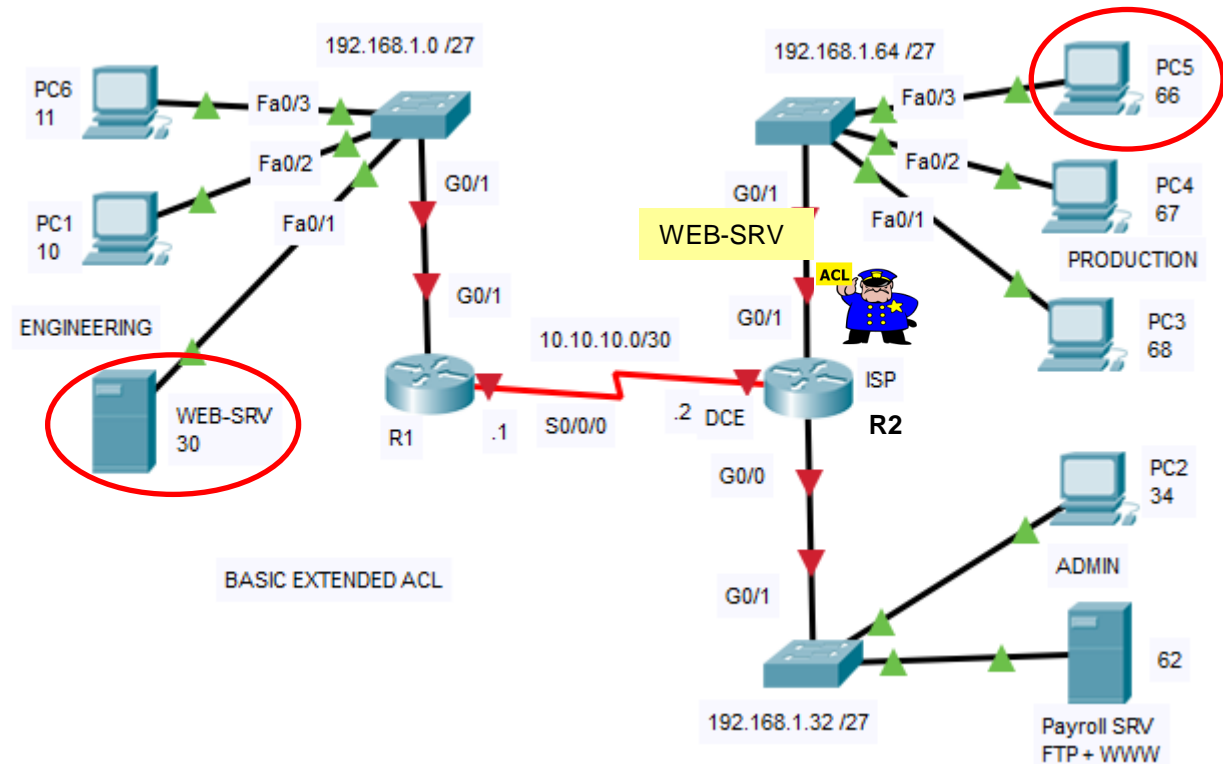 192.168.1.0 /27
192.168.1.64 /27
PC6
11
Fa0/3
Fa0/2
PC1
10
Fa0/1
G0/1
G0/1
ENGINEERING
WEB-SRV
30
R1
.1
S0/0/0
10.10.10.0/30
.2
DCE
PC5
66
Fa0/3
Fa0/2
PC4
67
G0/1
Fa0/1
WEB-SRV
PRODUCTION
ACL
G0/1
PC3
68
ISP
R2
G0/0
PC2
34
BASIC EXTENDED ACL
ADMIN
G0/1
62
192.168.1.32 /27
Payroll SRV
FTP + WWW